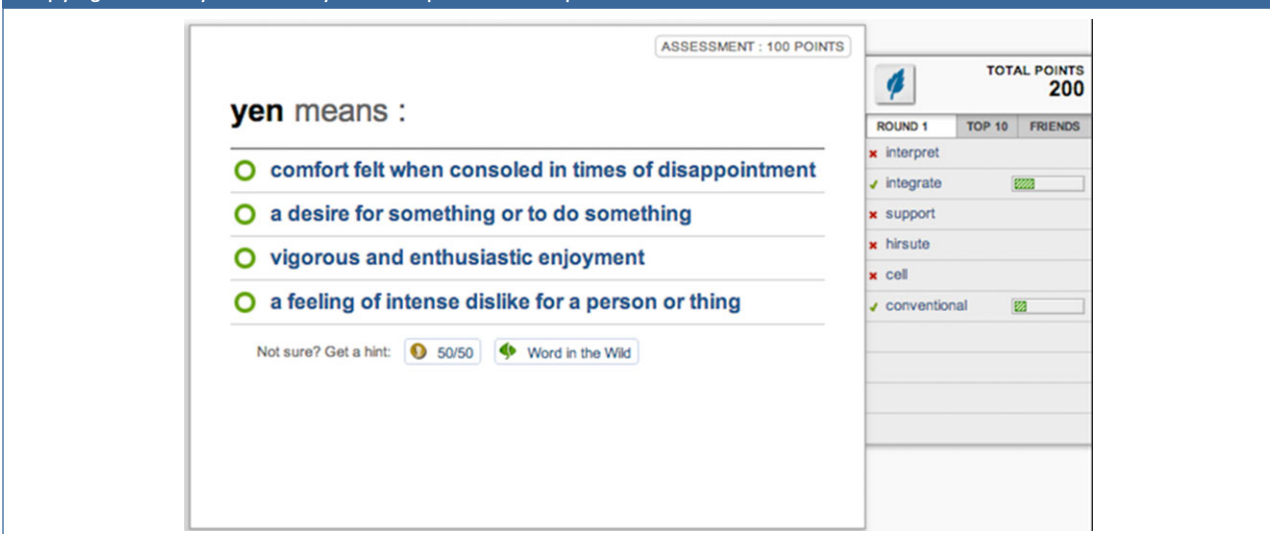 ASSESSMENT : 100 POINTS
yen means :
comfort felt when consoled in times of disappointment
a desire for something or to do something
vigorous and enthusiastic enjoyment
a feeling of intense dislike for a person or thing
Not sure? Get a hint: 50/50 Word in the Wild
TOTAL POINTS
200
ROUND 1 TOP 10 FRIENDS
interpret
integrate
support
hirsute
cell
conventional